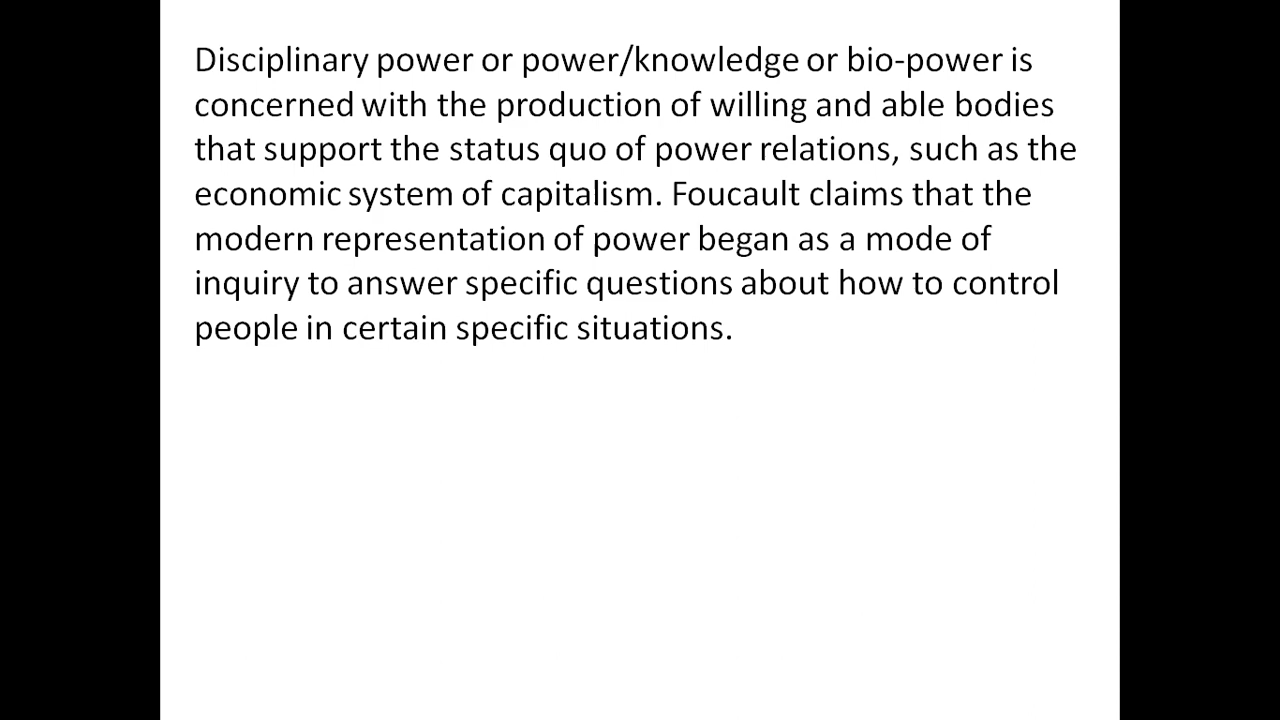 Disciplinary power or power/knowledge or bio-power is
concerned with the production of willing and able bodies
that support the status quo of power relations, such as the
economic system of capitalism. Foucault claims that the
modern representation of power began as a mode of
inquiry to answer specific questions about how to control
people in certain specific situations.